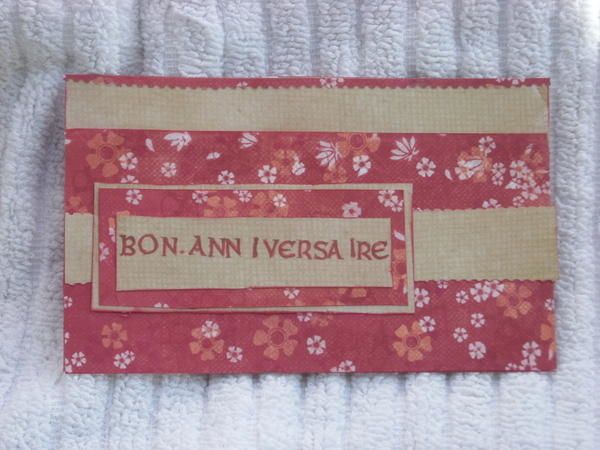 BON. ANN IVERSA IRE